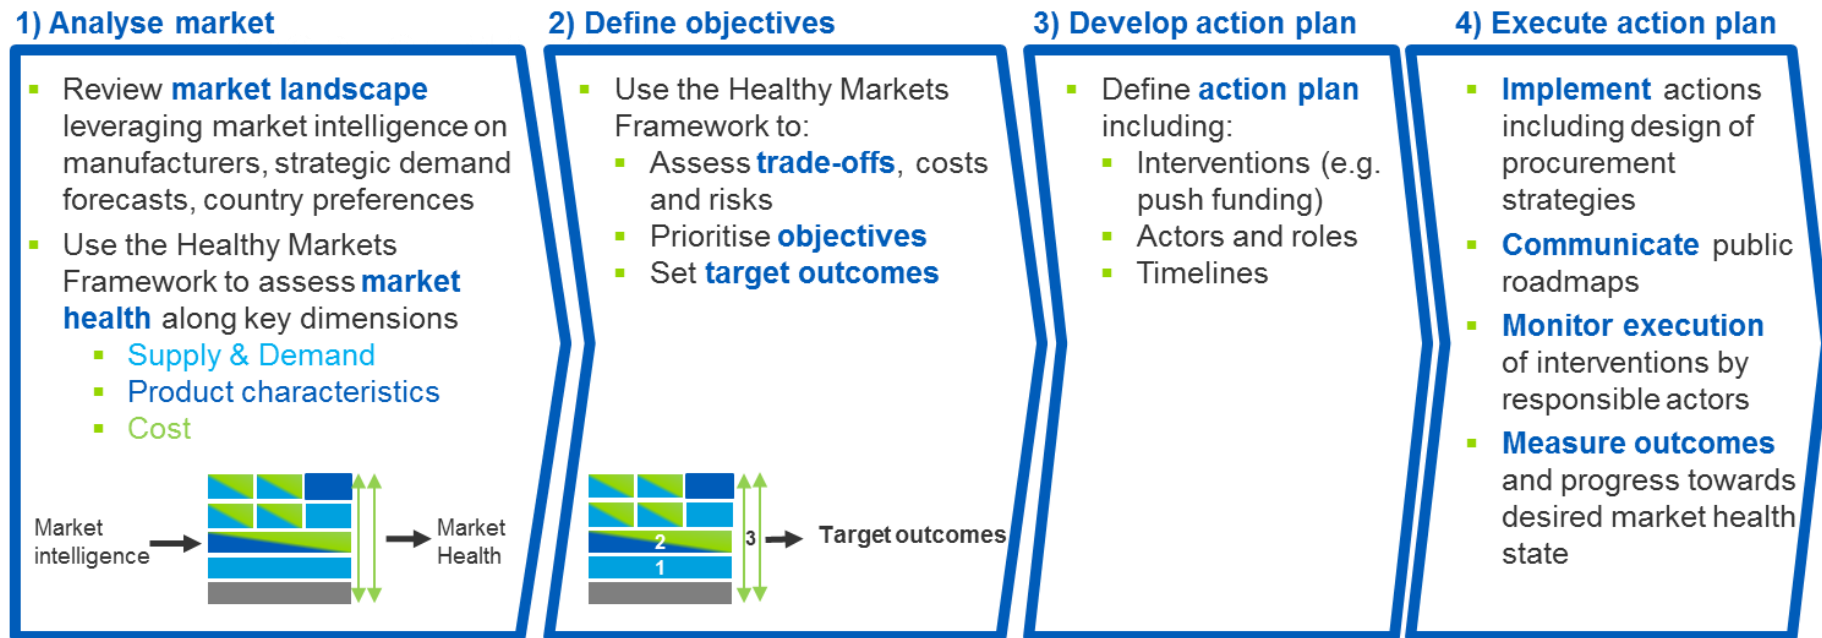 1) Analyse market
Review market landscape
leveraging market intelligence on
manufacturers, strategic demand
forecasts, country preferences
Use the Healthy Markets
Framework to assess market
health along key dimensions
Supply & Demand
Product characteristics
Cost
Market
intelligence
Market
Health
2) Define objectives
Use the Healthy Markets
Framework to:
Assess trade-offs, costs
and risks
Prioritise objectives
Set target outcomes
2
1
3
Target outcomes
3) Develop action plan
Define action plan
including:
Interventions (e.g.
push funding)
Actors and roles
Timelines
4) Execute action plan
Implement actions
including design of
procurement
strategies
Communicate public
roadmaps
Monitor execution
of interventions by
responsible actors
Measure outcomes
and progress towards
desired market health
state